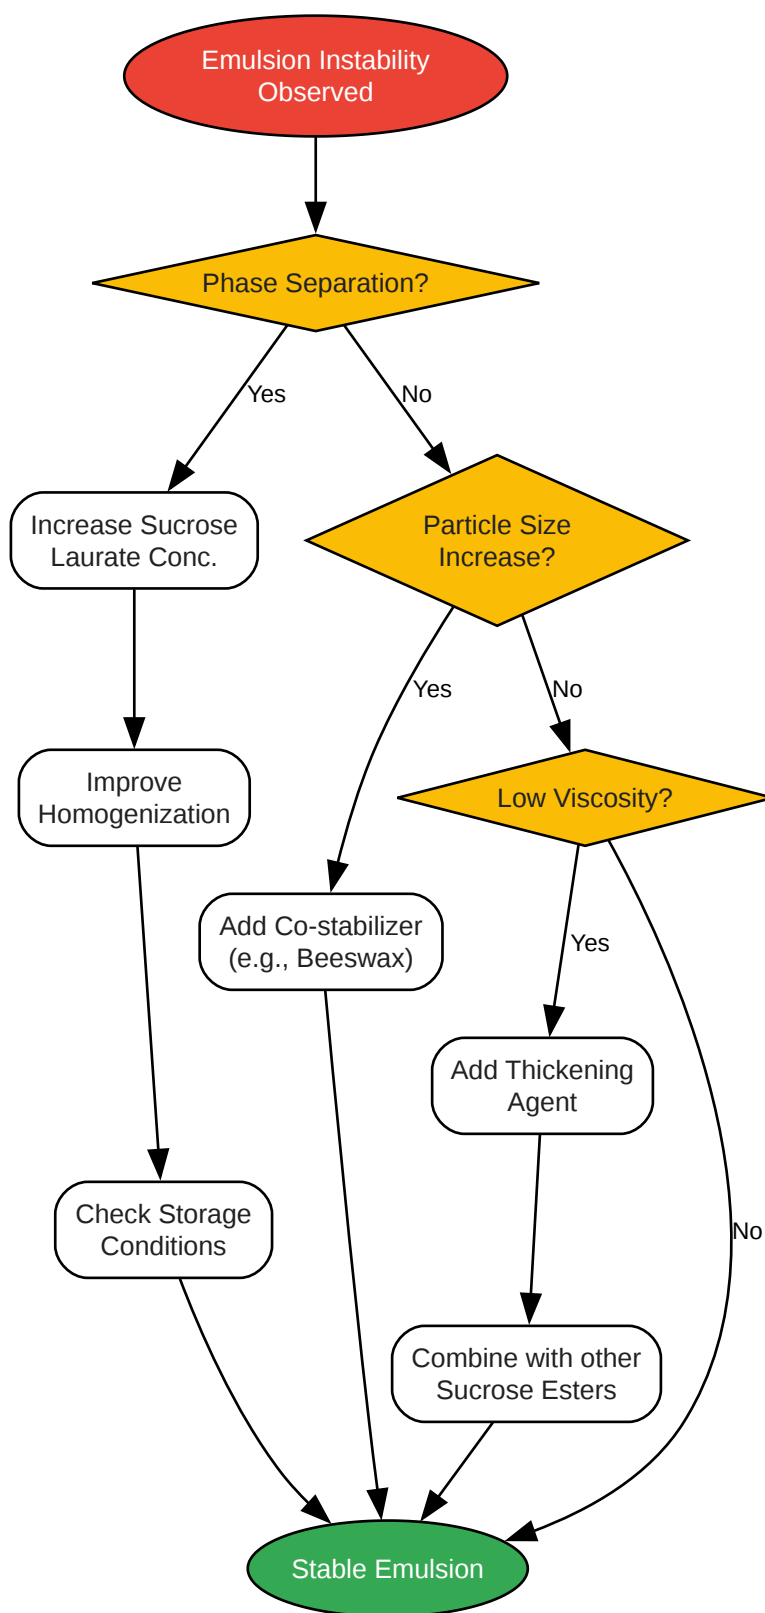 Emulsion Instability
Observed
Phase Separation?
Yes
No
Increase Sucrose
Laurate Conc.
Particle Size
Increase?
Yes
No
Improve
Homogenization
Low Viscosity?
Add Co-stabilizer
(e.g., Beeswax)
Yes
Add Thickening
Agent
Check Storage
Conditions
No
Combine with other
Sucrose Esters
Stable Emulsion